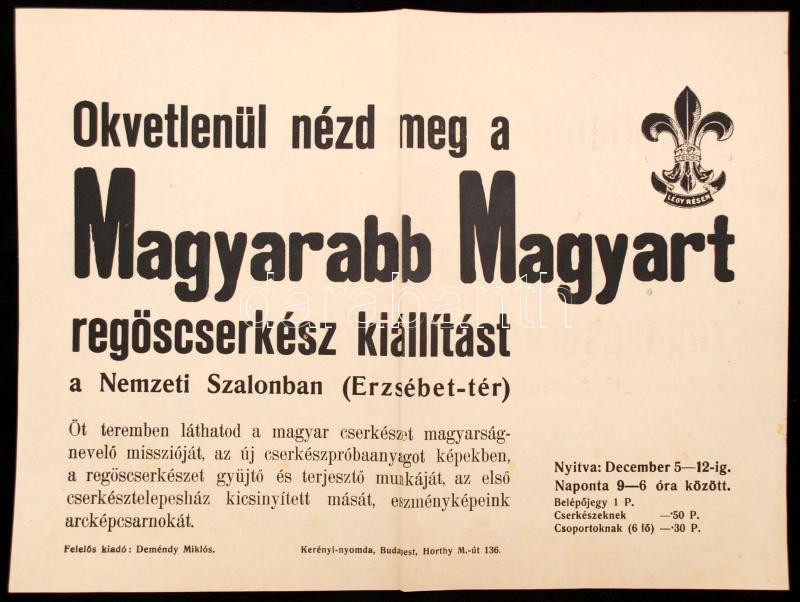 Okvetlenül nézd meg a
LÉGY RÉSEN
Magyarabb Magyart
darabanth
regöscserkész kiállítást
a Nemzeti Szalonban (Erzsébet-tér)
Öt teremben láthatod a magyar cserkészet magyarság-
nevelő misszióját, az új cserkészpróbaanyagot képekben,
a regöscserkészet gyüjtő és terjesztő munkáját, az első
cserkésztelepesház kicsinyített mását, eszményképeink
arcképcsarnokát.
Nyitva: December 5—12-ig.
Naponta 9—6 óra között.
Belépőjegy 1 P.
Cserkészeknek —·50 P.
Csoportoknak (6 fő) —·30 P.
Felelős kiadó: Deméndy Miklós.
Kerényi-nyomda, Budapest, Horthy M.-út 136.